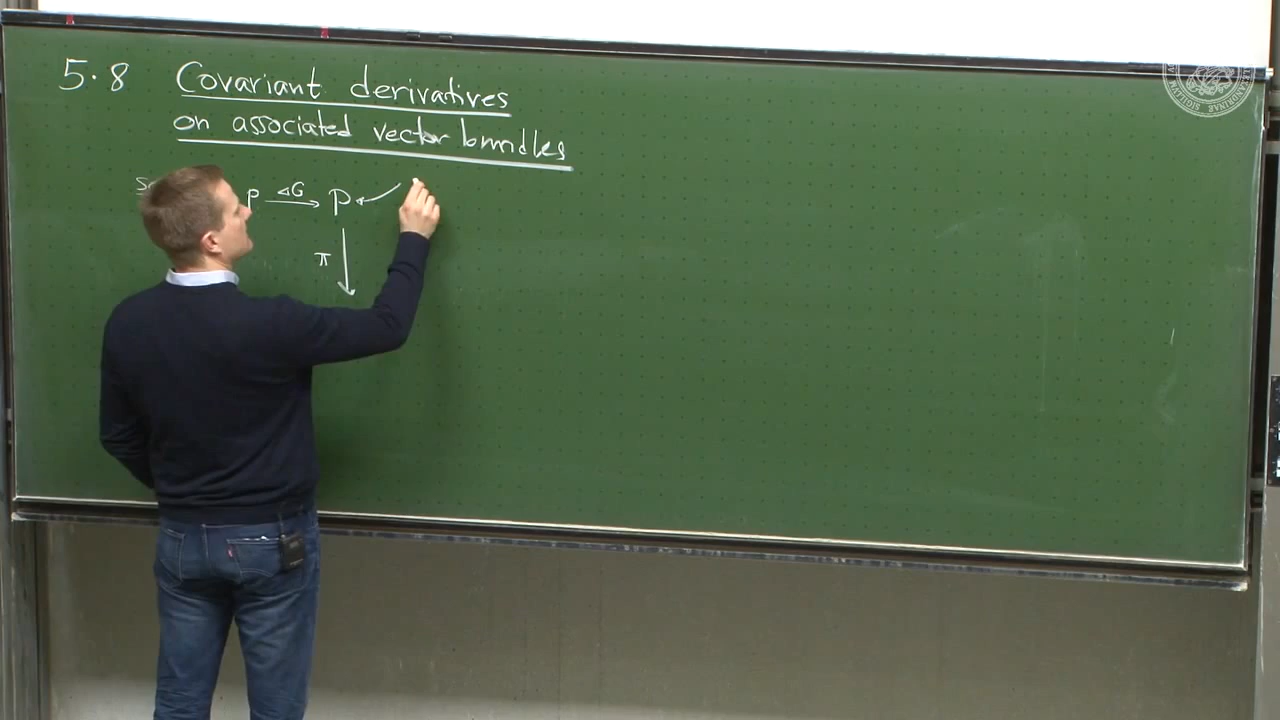 5.8 Covariant derivatives
on associated vector bundles
P ⊲G → P ←
π ↓